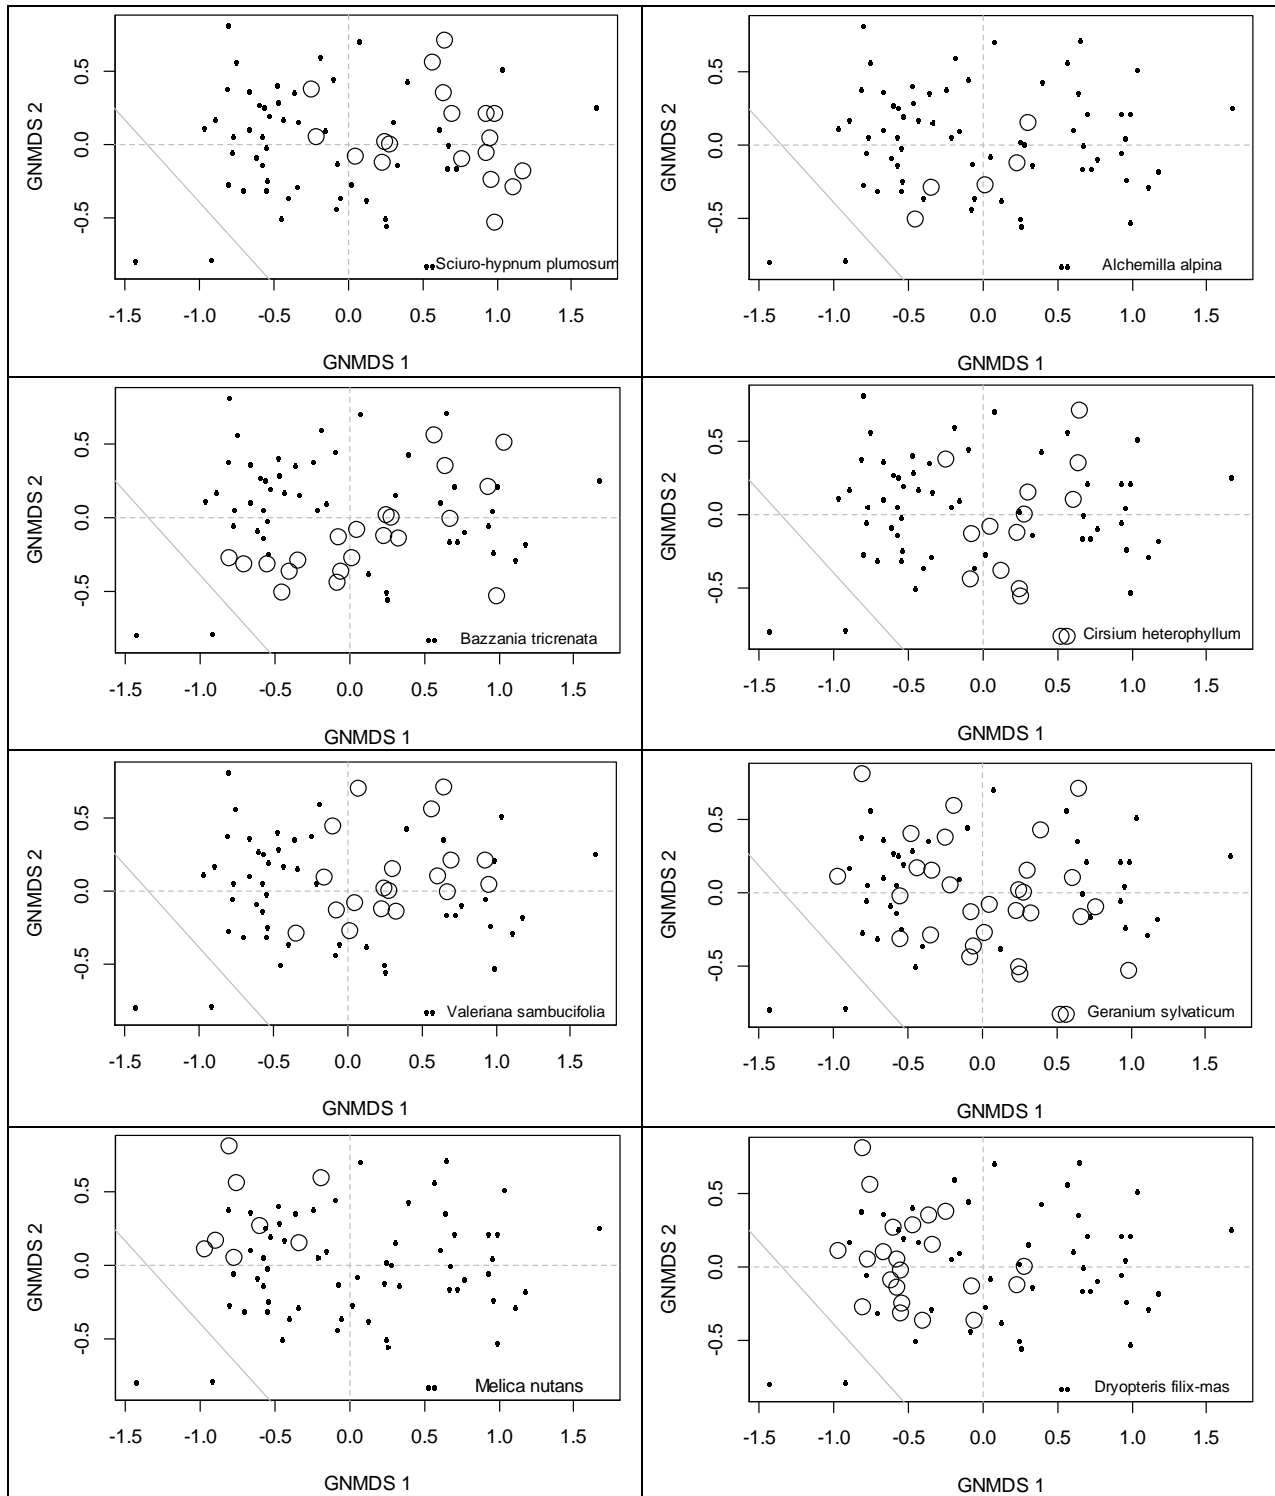 0.5
0.0
-0.5
GNMDS 2
Sciuro-hypnum plumosum
-1.5 -1.0 -0.5 0.0 0.5 1.0 1.5
GNMDS 1
0.5
0.0
-0.5
GNMDS 2
Alchemilla alpina
-1.5 -1.0 -0.5 0.0 0.5 1.0 1.5
GNMDS 1
0.5
0.0
-0.5
GNMDS 2
Bazzania tricrenata
-1.5 -1.0 -0.5 0.0 0.5 1.0 1.5
GNMDS 1
0.5
0.0
-0.5
GNMDS 2
Cirsium heterophyllum
-1.5 -1.0 -0.5 0.0 0.5 1.0 1.5
GNMDS 1
0.5
0.0
-0.5
GNMDS 2
Valeriana sambucifolia
-1.5 -1.0 -0.5 0.0 0.5 1.0 1.5
GNMDS 1
0.5
0.0
-0.5
GNMDS 2
Geranium sylvaticum
-1.5 -1.0 -0.5 0.0 0.5 1.0 1.5
GNMDS 1
0.5
0.0
-0.5
GNMDS 2
Melica nutans
-1.5 -1.0 -0.5 0.0 0.5 1.0 1.5
GNMDS 1
0.5
0.0
-0.5
GNMDS 2
Dryopteris filix-mas
-1.5 -1.0 -0.5 0.0 0.5 1.0 1.5
GNMDS 1